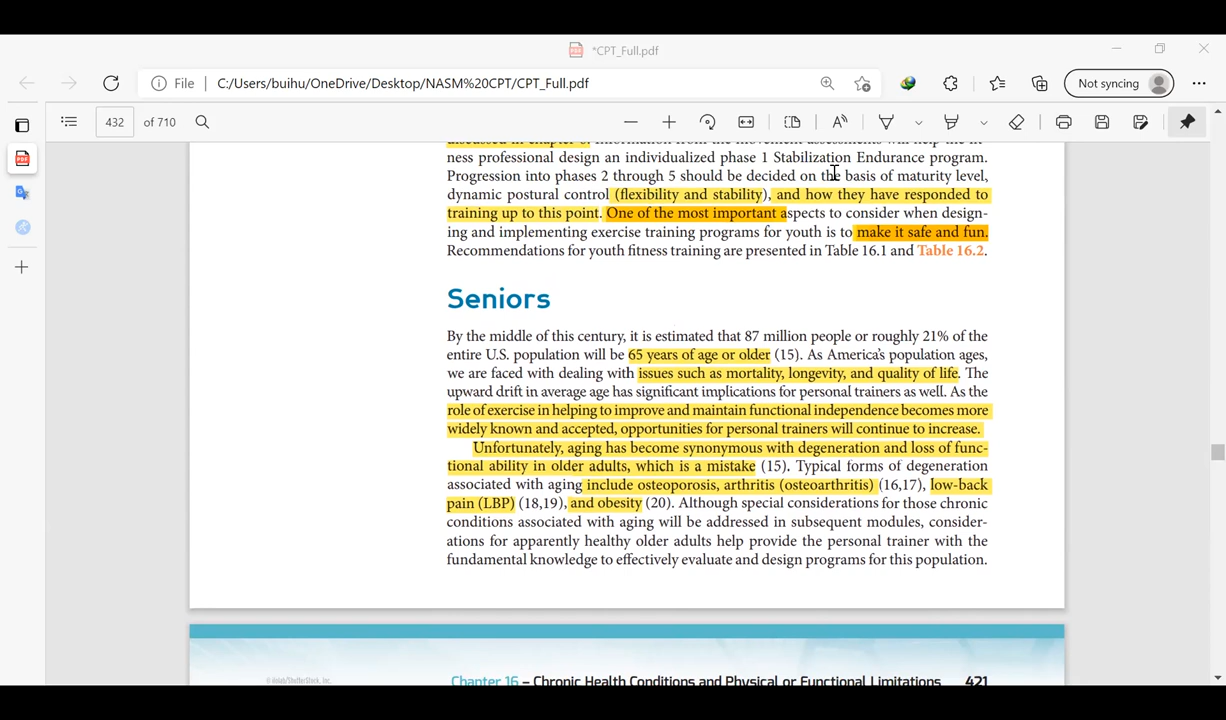 *CPT_Full.pdf
File | C:/Users/buihu/OneDrive/Desktop/NASM%20CPT/CPT_Full.pdf
Not syncing
432 of 710
ness professional design an individualized phase 1 Stabilization Endurance program.
Progression into phases 2 through 5 should be decided on the basis of maturity level,
dynamic postural control (flexibility and stability), and how they have responded to
training up to this point. One of the most important aspects to consider when design-
ing and implementing exercise training programs for youth is to make it safe and fun.
Recommendations for youth fitness training are presented in Table 16.1 and Table 16.2.
Seniors
By the middle of this century, it is estimated that 87 million people or roughly 21% of the
entire U.S. population will be 65 years of age or older (15). As America's population ages,
we are faced with dealing with issues such as mortality, longevity, and quality of life. The
upward drift in average age has significant implications for personal trainers as well. As the
role of exercise in helping to improve and maintain functional independence becomes more
widely known and accepted, opportunities for personal trainers will continue to increase.
Unfortunately, aging has become synonymous with degeneration and loss of func-
tional ability in older adults, which is a mistake (15). Typical forms of degeneration
associated with aging include osteoporosis, arthritis (osteoarthritis) (16,17), low-back
pain (LBP) (18,19), and obesity (20). Although special considerations for those chronic
conditions associated with aging will be addressed in subsequent modules, consider-
ations for apparently healthy older adults help provide the personal trainer with the
fundamental knowledge to effectively evaluate and design programs for this population.
Chapter 16 – Chronic Health Conditions and Physical or Functional Limitations 421